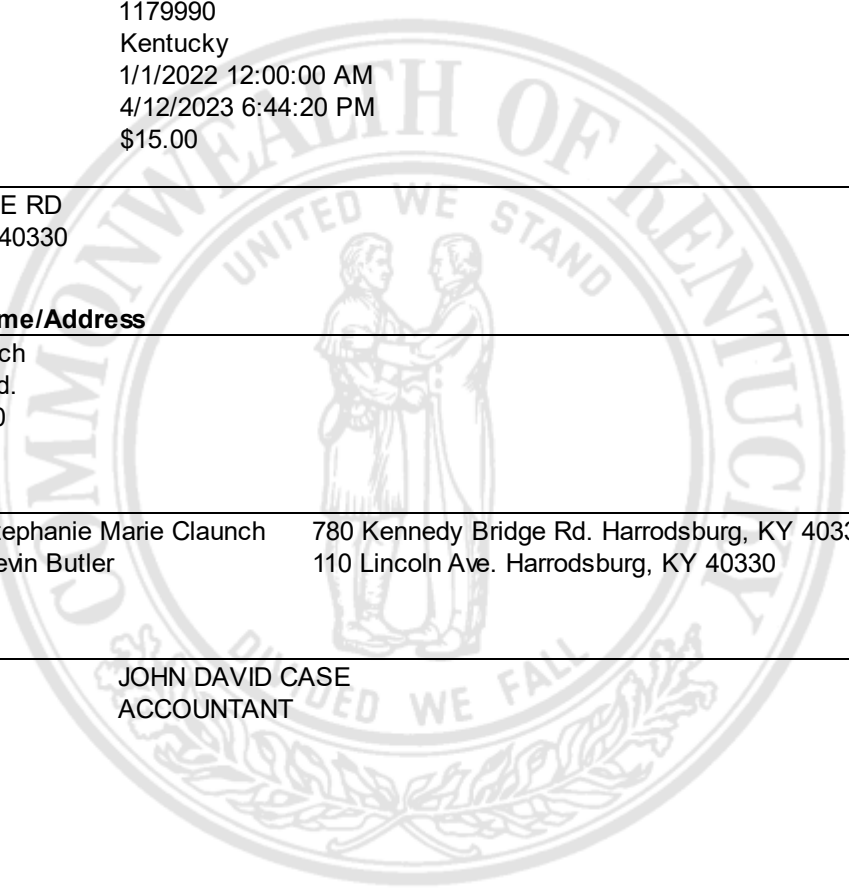 1179990
Kentucky
1/1/2022 12:00:00 AM
4/12/2023 6:44:20 PM
$15.00
E RD
40330
me/Address
ch
d.
0
tephanie Marie Claunch 780 Kennedy Bridge Rd. Harrodsburg, KY 4033
evin Butler 110 Lincoln Ave. Harrodsburg, KY 40330
JOHN DAVID CASE
ACCOUNTANT
COMMONWEALTH OF KENTUCKY
UNITED WE STAND
DIVIDED WE FALL